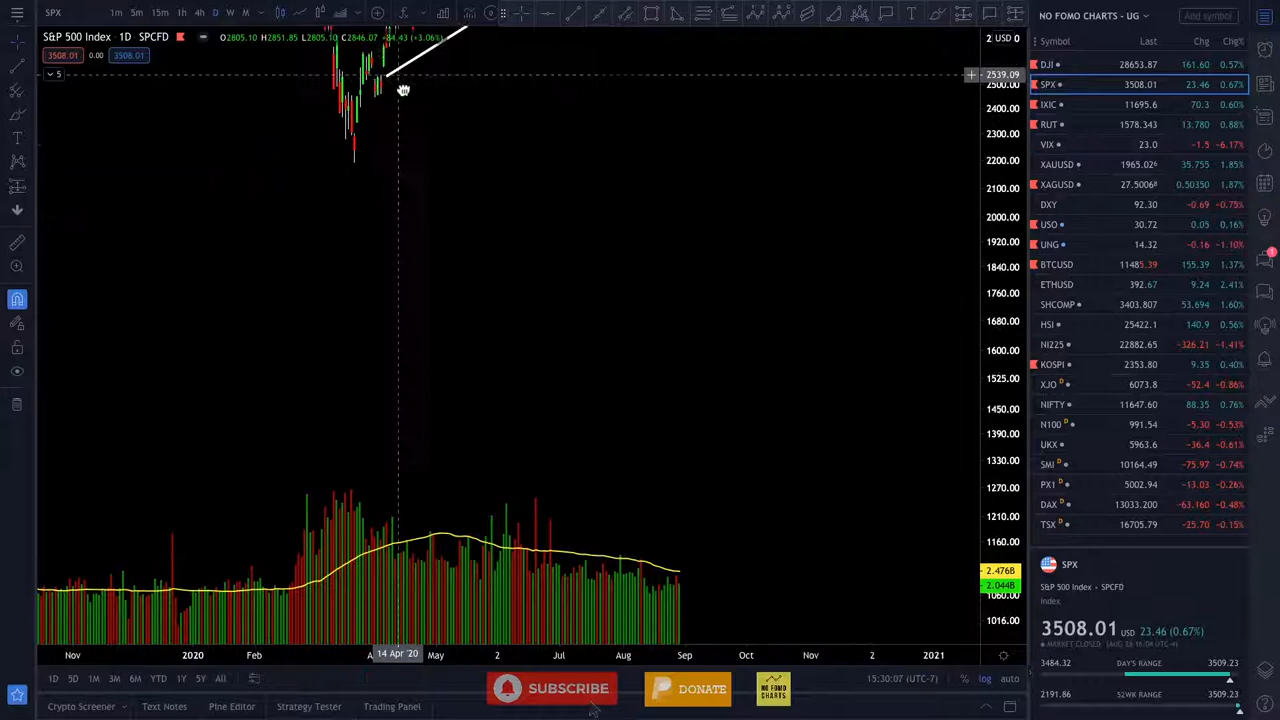 SPX 1m 5m 15m 1h 4h D W M
NO FOMO CHARTS - UG Add symbol
S&P 500 Index · 1D · SPCFD O2805.10 H2851.85 L2805.10 C2846.07 +84.43 (+3.06%)
2 USD 0
3508.01 0.00 3508.01
5
2539.09
2500.00
2400.00
2300.00
2200.00
2100.00
2000.00
1920.00
1840.00
1760.00
1680.00
1600.00
1525.00
1450.00
1390.00
1330.00
1270.00
1210.00
1160.00
2.476B
2.044B
1060.00
1016.00
Nov 2020 Feb A 14 Apr '20 May 2 Jul Aug Sep Oct Nov 2 2021
1D 5D 1M 3M 6M YTD 1Y 5Y All
15:30:07 (UTC-7) % log auto
SUBSCRIBE
DONATE
NO FOMO CHARTS
Crypto Screener Text Notes Pine Editor Strategy Tester Trading Panel
Symbol Last Chg Chg%
DJI 28653.87 161.60 0.57%
SPX 3508.01 23.46 0.67%
IXIC 11695.6 70.3 0.60%
RUT 1578.343 13.780 0.88%
VIX 23.0 -1.5 -6.17%
XAUUSD 1965.026 35.755 1.85%
XAGUSD 27.5006 0.50350 1.87%
DXY 92.30 -0.69 -0.75%
USO 30.72 0.05 0.16%
UNG 14.32 -0.16 -1.10%
BTCUSD 11485.39 155.39 1.37%
ETHUSD 392.67 9.24 2.41%
SHCOMP 3403.807 53.694 1.60%
HSI 25422.1 140.9 0.56%
NI225 22882.65 -326.21 -1.41%
KOSPI 2353.80 9.35 0.40%
XJO D 6073.8 -52.4 -0.86%
NIFTY 11647.60 88.35 0.76%
N100 D 991.54 -5.30 -0.53%
UKX 5963.6 -36.4 -0.61%
SMI D 10164.49 -75.97 -0.74%
PX1 D 5002.94 -13.03 -0.26%
DAX D 13033.200 -63.160 -0.48%
TSX D 16705.79 -25.70 -0.15%
SPX
S&P 500 Index · SPCFD
Index
3508.01 USD 23.46 (0.67%)
MARKET CLOSED
3484.32 DAY'S RANGE 3509.23
2191.86 52WK RANGE 3509.23
1